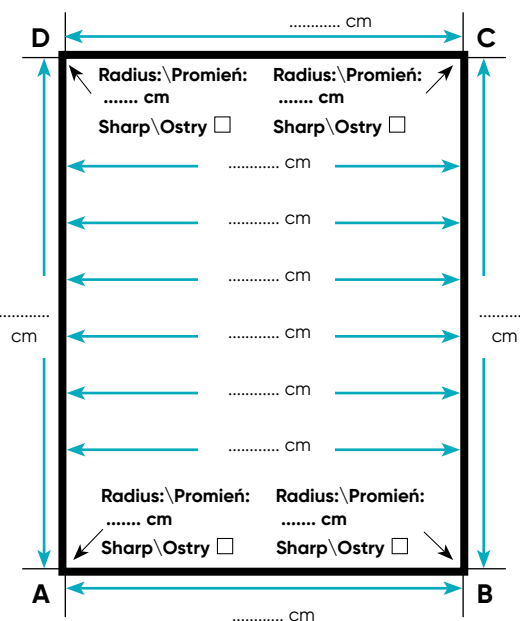 ............ cm
D C
Radius:\Promień: Radius:\Promień:
....... cm ....... cm
Sharp\Ostry □ Sharp\Ostry □
............ cm
............ cm
............ cm
............ ............
cm cm
............ cm
............ cm
............ cm
Radius:\Promień: Radius:\Promień:
....... cm ....... cm
Sharp\Ostry □ Sharp\Ostry □
A B
............ cm